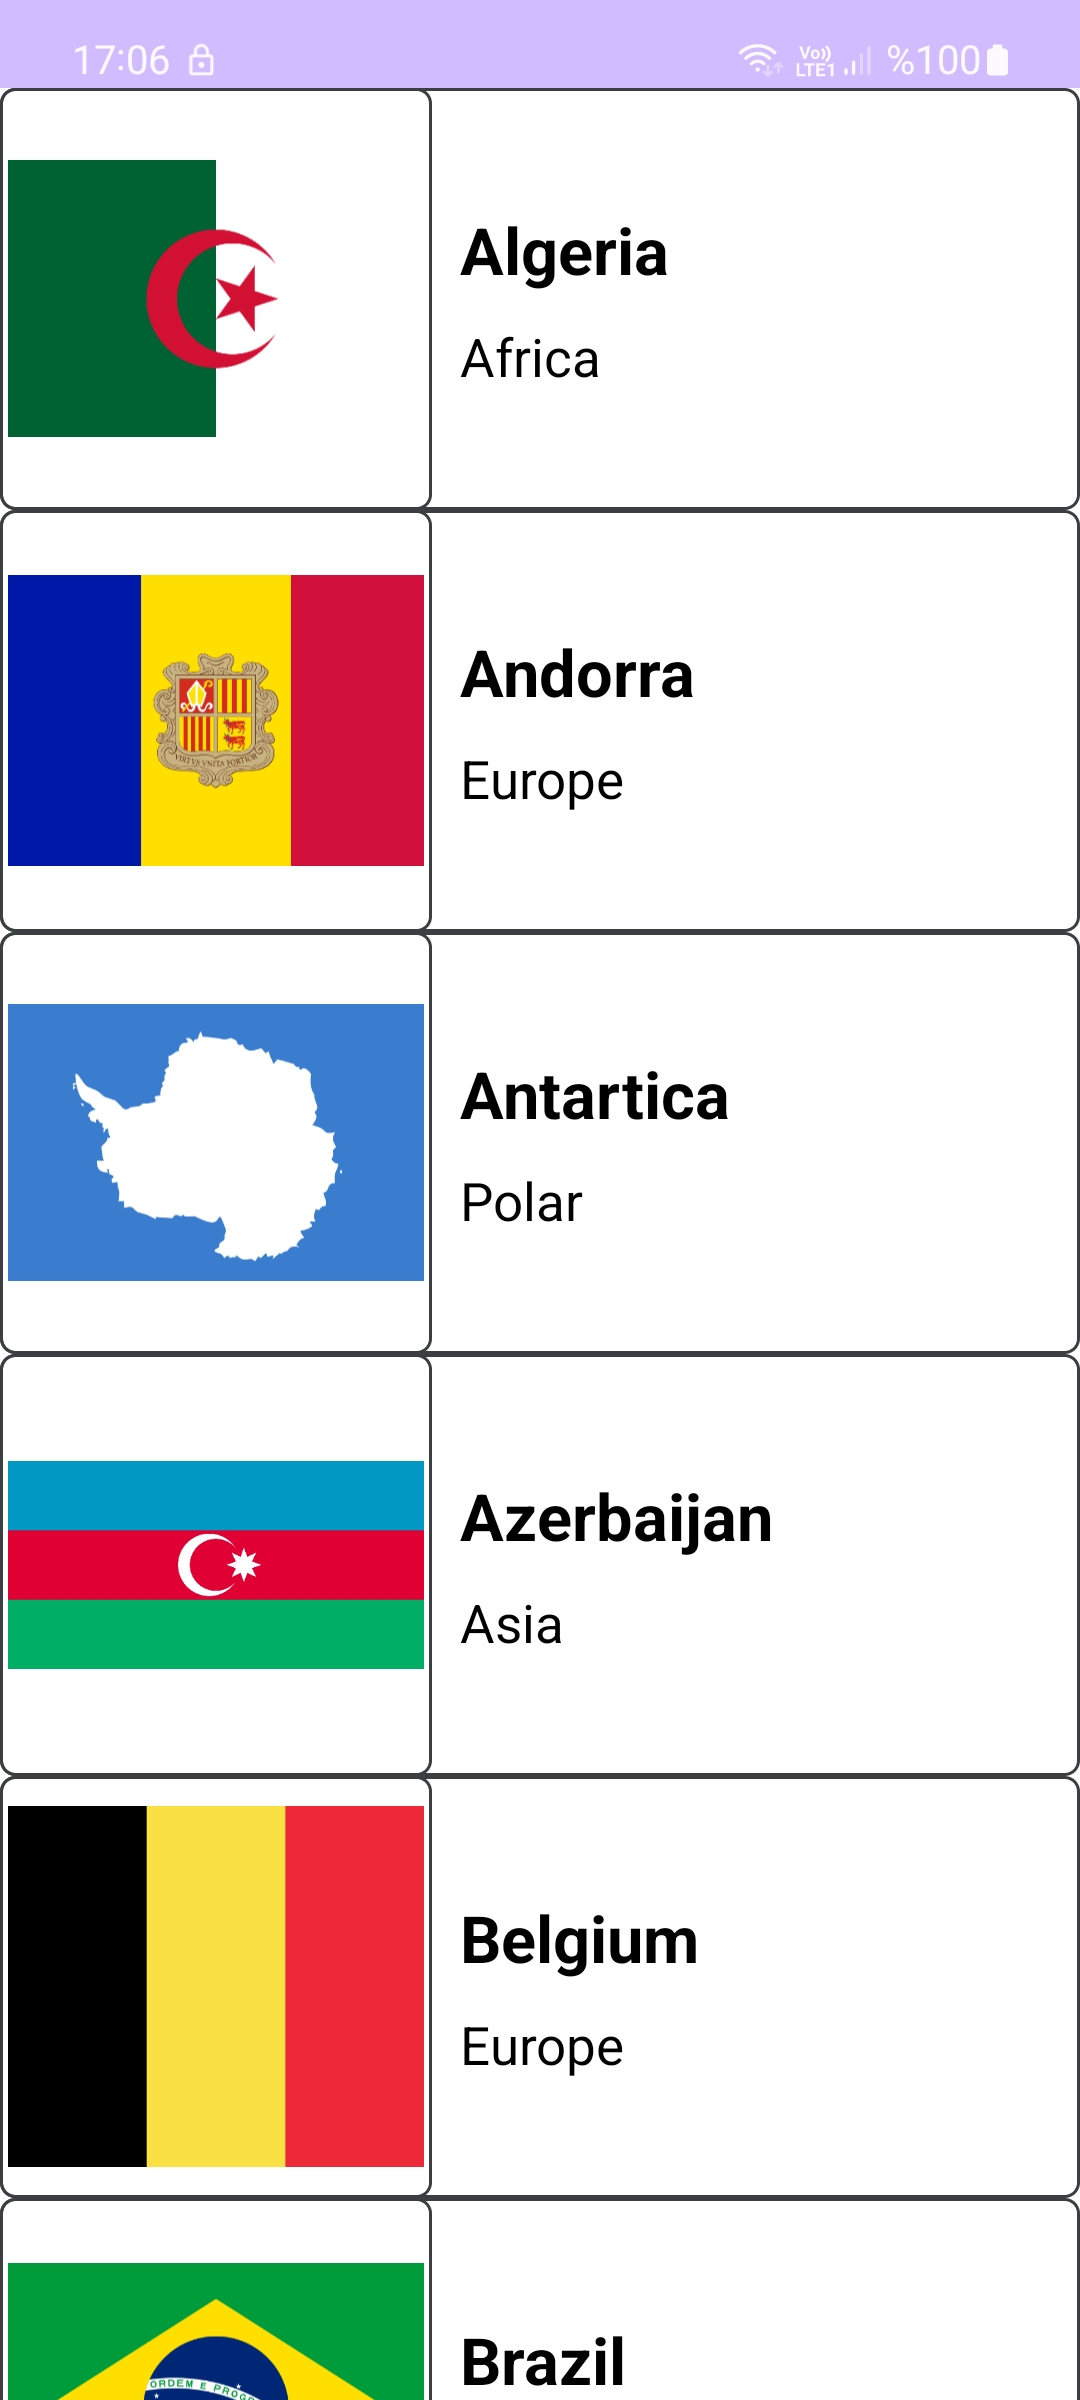 17:06 Vo)) LTE1 %100
Algeria
Africa
Andorra
Europe
VIRTVS VNITA FORTIOR
Antartica
Polar
Azerbaijan
Asia
Belgium
Europe
Brazil
ORDEM E PROG